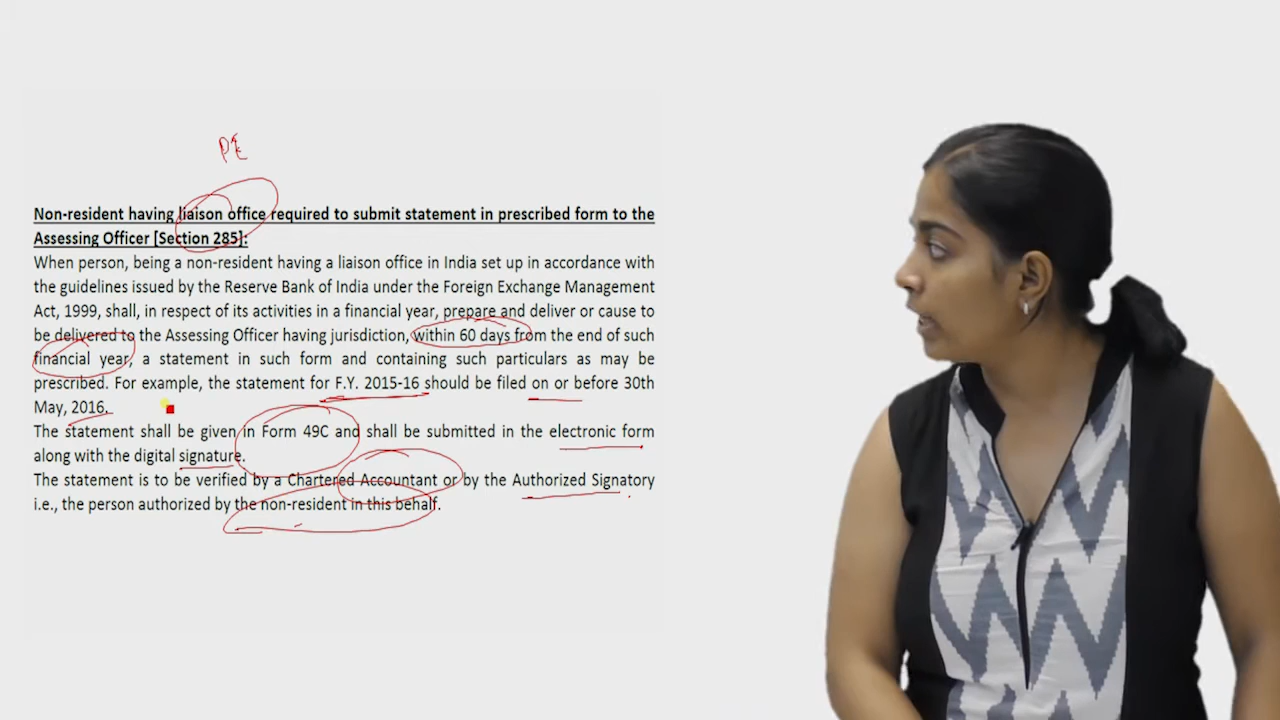 PE
Non-resident having liaison office required to submit statement in prescribed form to the
Assessing Officer [Section 285]:
When person, being a non-resident having a liaison office in India set up in accordance with
the guidelines issued by the Reserve Bank of India under the Foreign Exchange Management
Act, 1999, shall, in respect of its activities in a financial year, prepare and deliver or cause to
be delivered to the Assessing Officer having jurisdiction, within 60 days from the end of such
financial year, a statement in such form and containing such particulars as may be
prescribed. For example, the statement for F.Y. 2015-16 should be filed on or before 30th
May, 2016.
The statement shall be given in Form 49C and shall be submitted in the electronic form
along with the digital signature.
The statement is to be verified by a Chartered Accountant or by the Authorized Signatory
i.e., the person authorized by the non-resident in this behalf.